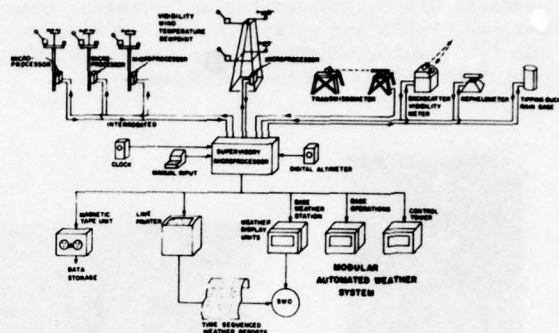 VISIBILITY
WIND
TEMPERATURE
DEWPOINT
MICRO-
PROCESSOR
MICRO
PROCESSOR
MICROPROCESSOR
MICROPROCESSOR
TRANSMISSOMETER
BACKSCATTER
VISIBILITY
METER
NEPHELOMETER
TIPPING BUCK
RAIN GAGE
INTERROGATED
SUPERVISORY
MICROPROCESSOR
CLOCK
MANUAL INPUT
DIGITAL ALTIMETER
MAGNETIC
TAPE UNIT
LINE
PRINTER
WEATHER
DISPLAY
UNITS
BASE
WEATHER
STATION
BASE
OPERATIONS
CONTROL
TOWER
DATA
STORAGE
MODULAR
AUTOMATED WEATHER
SYSTEM
SWO
TIME SEQUENCED
WEATHER REPORTS